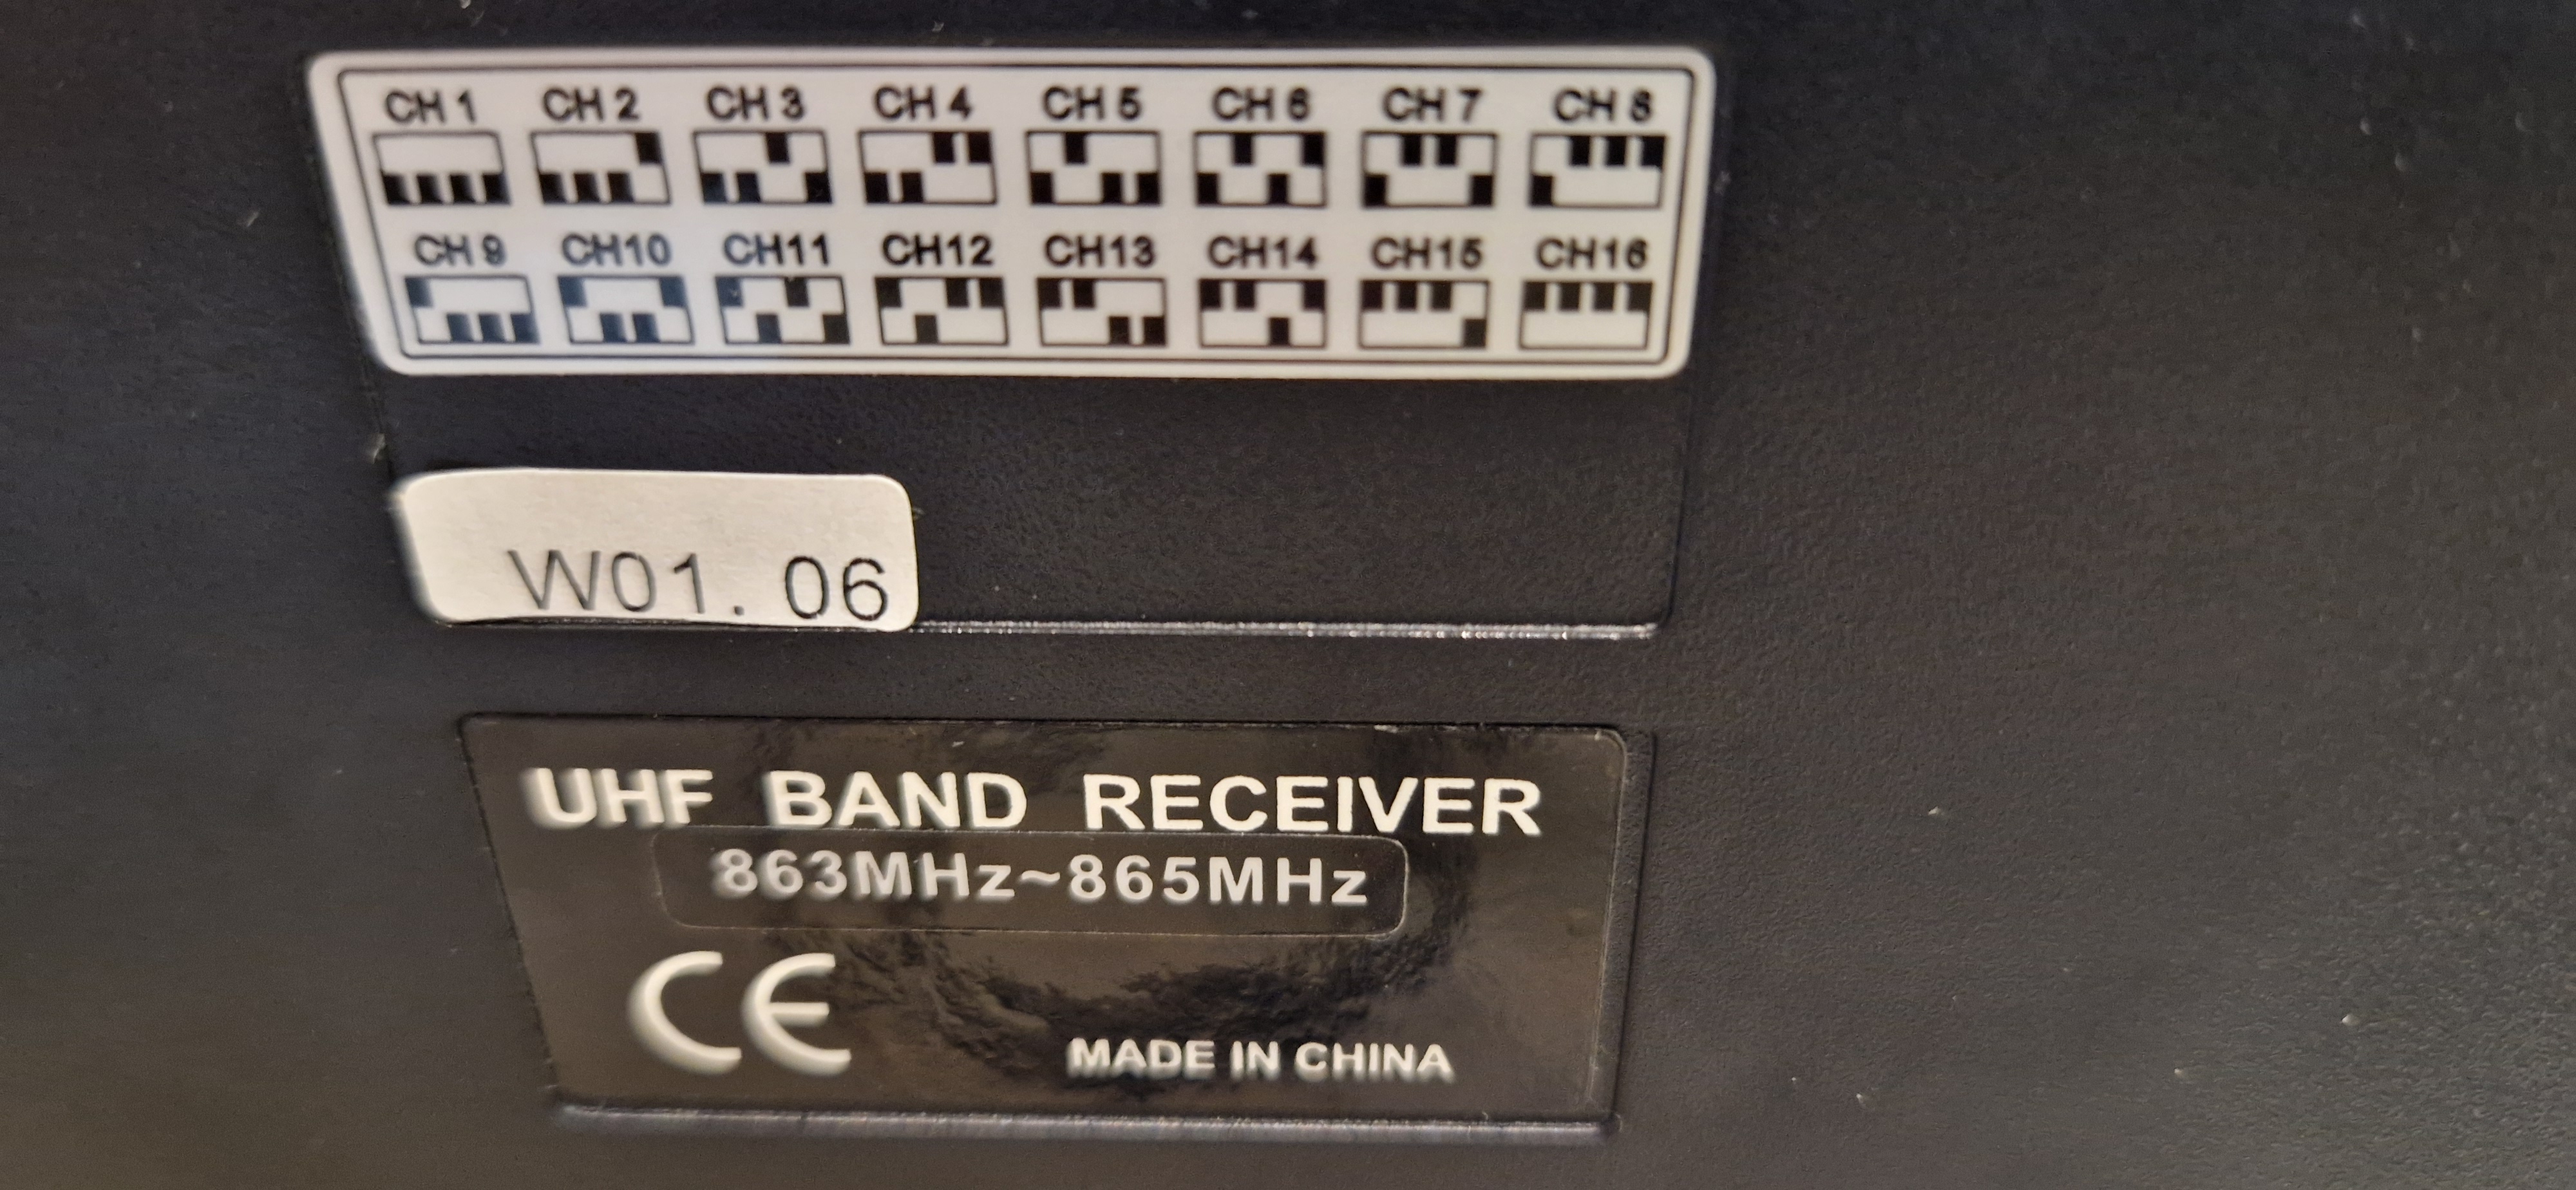 CH 1 CH 2 CH 3 CH 4 CH 5 CH 6 CH 7 CH 8
CH 9 CH10 CH11 CH12 CH13 CH14 CH15 CH16
W01. 06
UHF BAND RECEIVER
863MHz~865MHz
CE
MADE IN CHINA